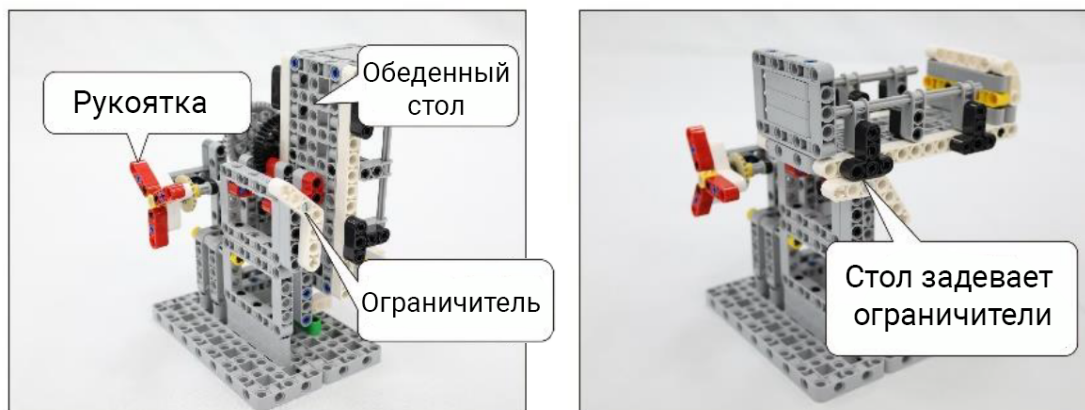 Рукоятка
Обеденный
стол
Ограничитель
Стол задевает
ограничители